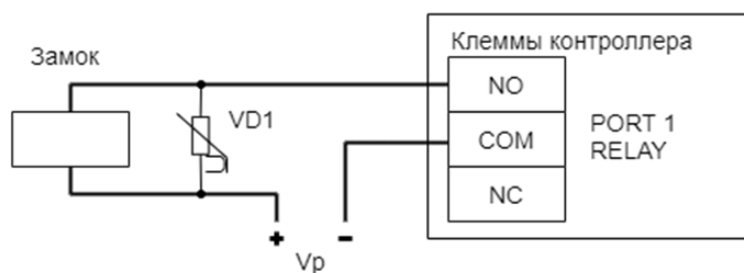 Клеммы контроллера
Замок
NO
VD1
PORT 1
RELAY
COM
NC
+ -
Vp